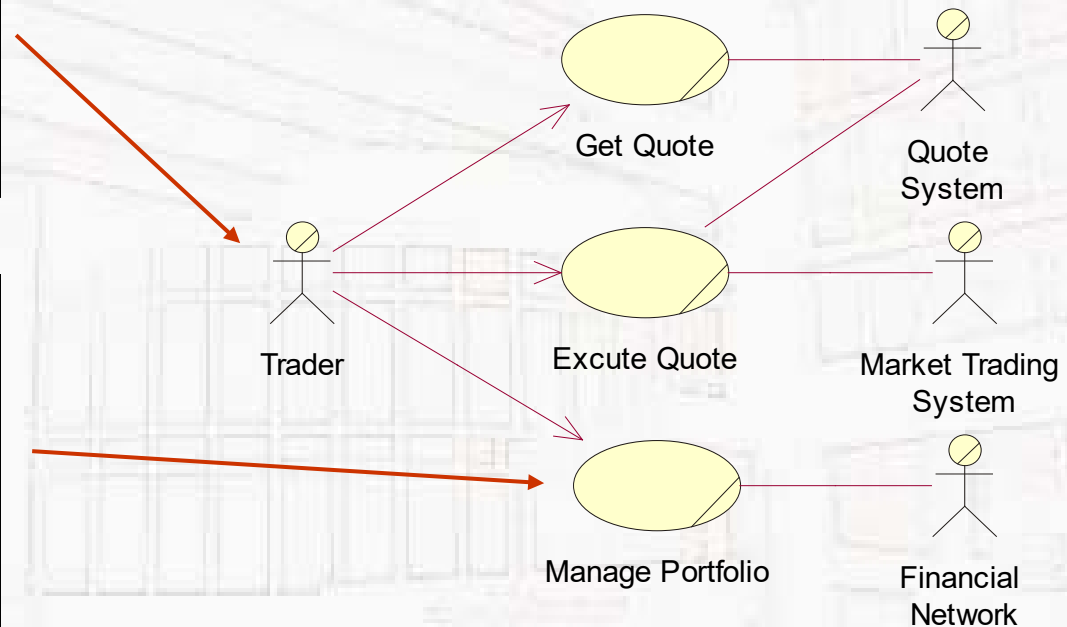 Get Quote
Quote
System
Trader
Excute Quote
Market Trading
System
Manage Portfolio
Financial
Network